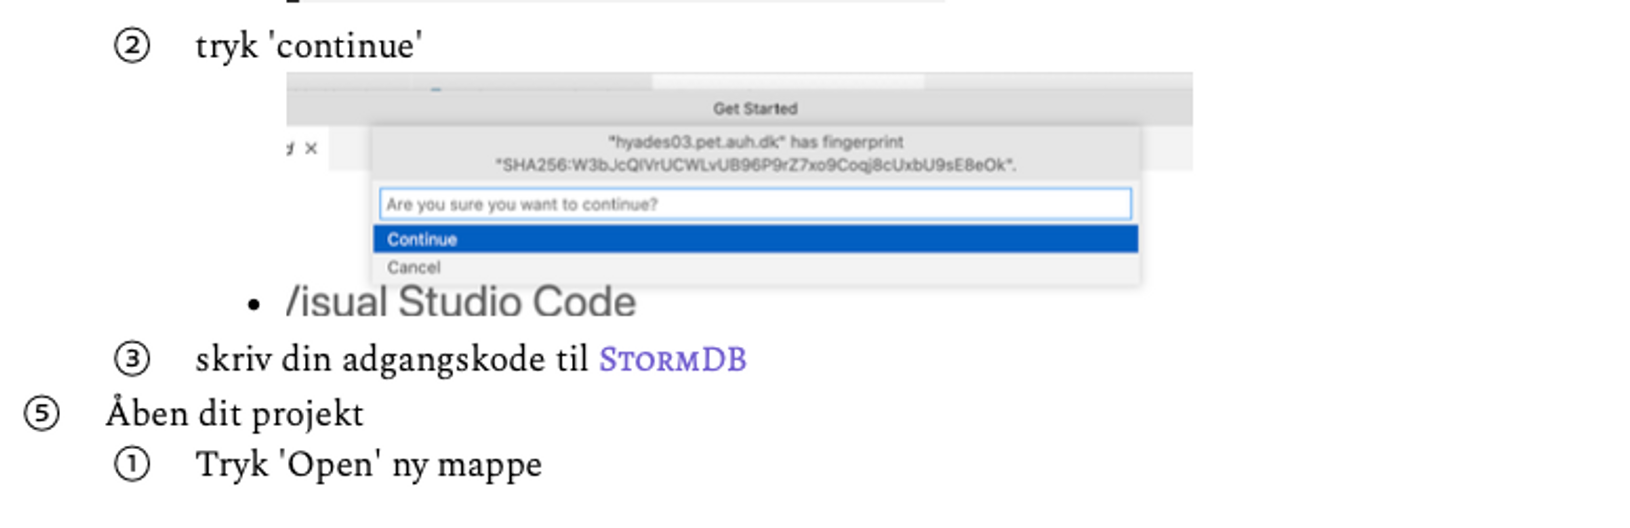 ② tryk 'continue'
Get Started
"hyades03.pet.auh.dk" has fingerprint
"SHA256:W3bJcQIVrUCWLvUB96P9rZ7xo9Coqj8cUxbU9sE8eOk".
Are you sure you want to continue?
Continue
Cancel
• /isual Studio Code
③ skriv din adgangskode til STORMDB
⑤ Åben dit projekt
① Tryk 'Open' ny mappe